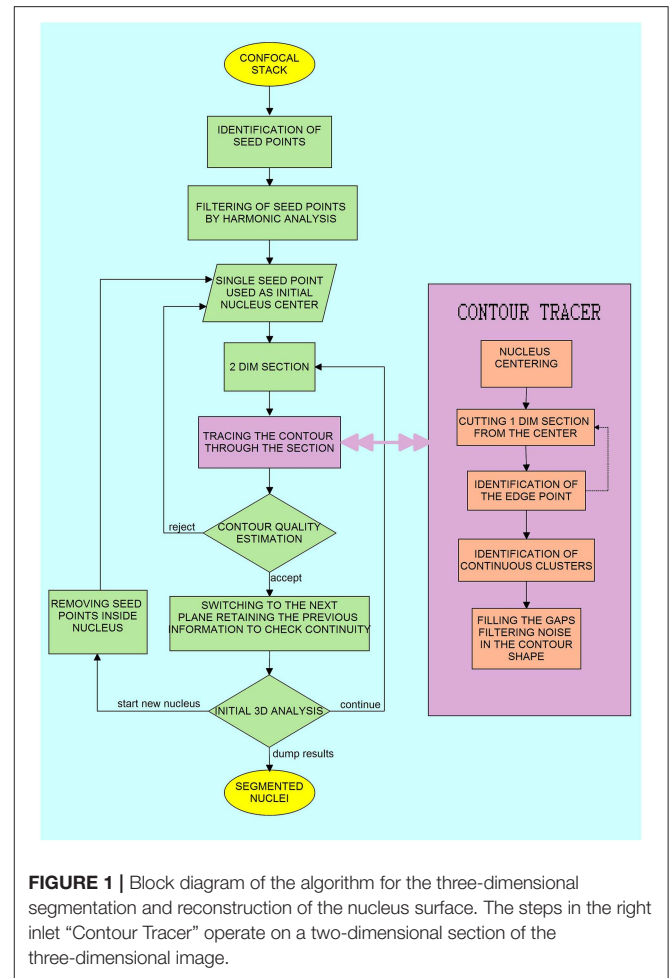 CONFOCAL
STACK
IDENTIFICATION OF
SEED POINTS
FILTERING OF SEED POINTS
BY HARMONIC ANALYSIS
SINGLE SEED POINT
USED AS INITIAL
NUCLEUS CENTER
2 DIM SECTION
TRACING THE CONTOUR
THROUGH THE SECTION
reject
CONTOUR QUALITY
ESTIMATION
accept
REMOVING SEED
POINTS INSIDE
NUCLEUS
SWITCHING TO THE NEXT
PLANE RETAINING THE PREVIOUS
INFORMATION TO CHECK CONTINUITY
start new nucleus
INITIAL 3D ANALYSIS
continue
dump results
SEGMENTED
NUCLEI
CONTOUR TRACER
NUCLEUS
CENTERING
CUTTING 1 DIM SECTION
FROM THE CENTER
IDENTIFICATION OF
THE EDGE POINT
IDENTIFICATION OF
CONTINUOUS CLUSTERS
FILLING THE GAPS
FILTERING NOISE
IN THE CONTOUR
SHAPE
FIGURE 1 | Block diagram of the algorithm for the three-dimensional
segmentation and reconstruction of the nucleus surface. The steps in the right
inlet “Contour Tracer” operate on a two-dimensional section of the
three-dimensional image.